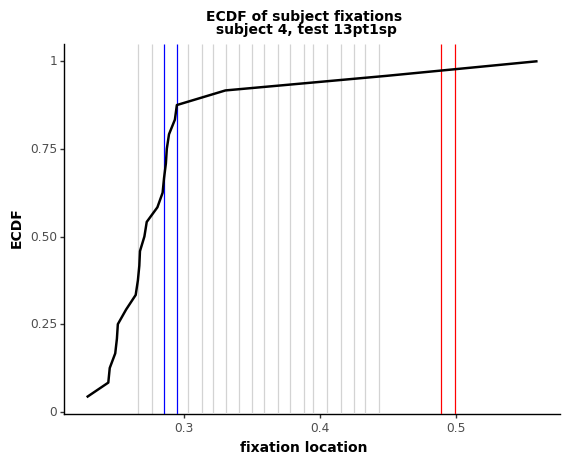 ECDF of subject fixations
subject 4, test 13pt1sp
1
0.75
0.50
0.25
0
ECDF
0.3 0.4 0.5
fixation location